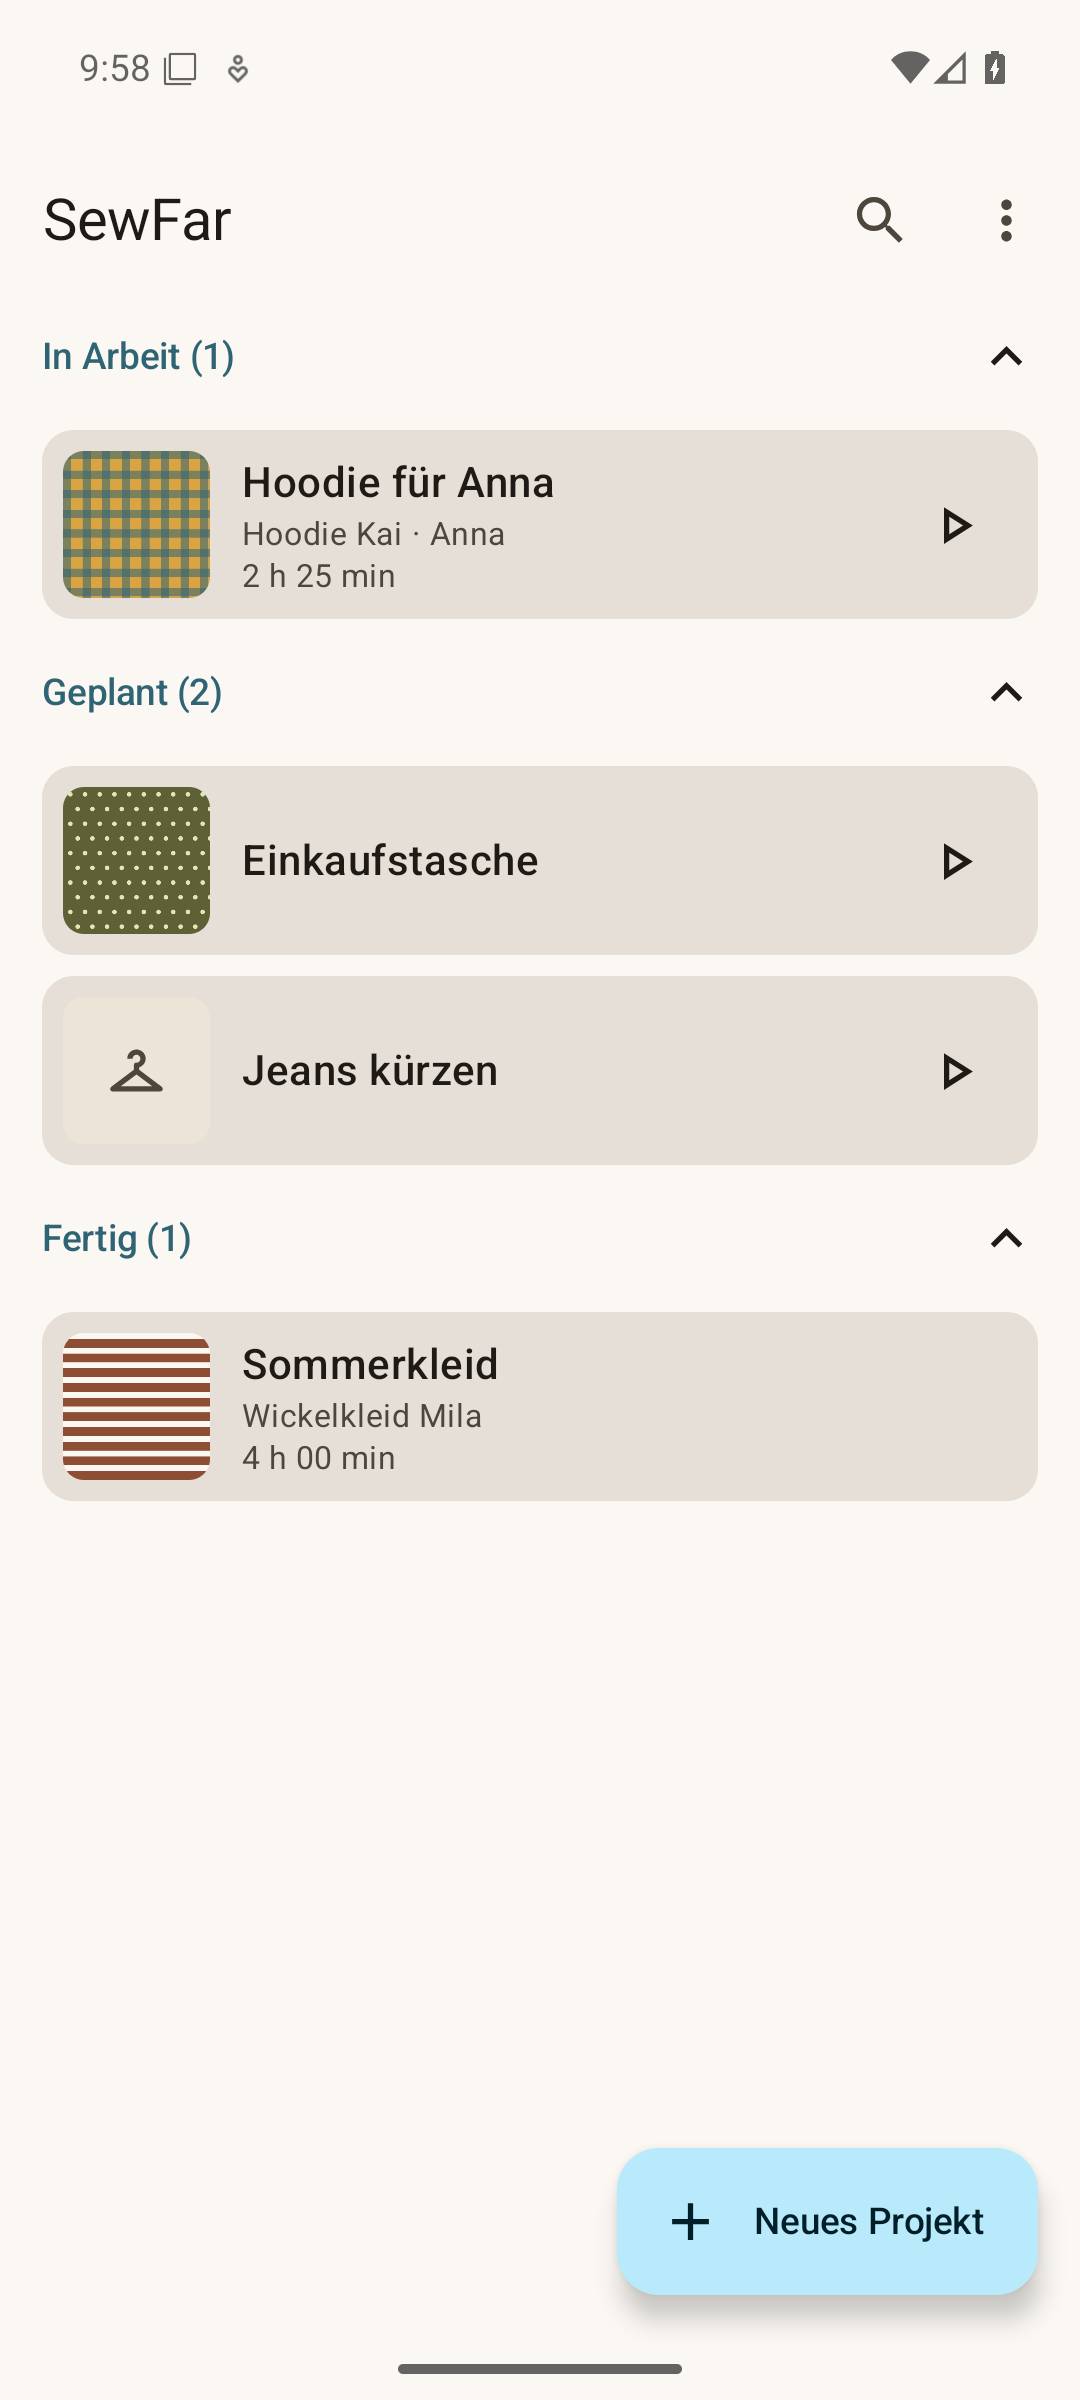 9:58
SewFar
In Arbeit (1)
Hoodie für Anna
Hoodie Kai · Anna
2 h 25 min
Geplant (2)
Einkaufstasche
Jeans kürzen
Fertig (1)
Sommerkleid
Wickelkleid Mila
4 h 00 min
Neues Projekt